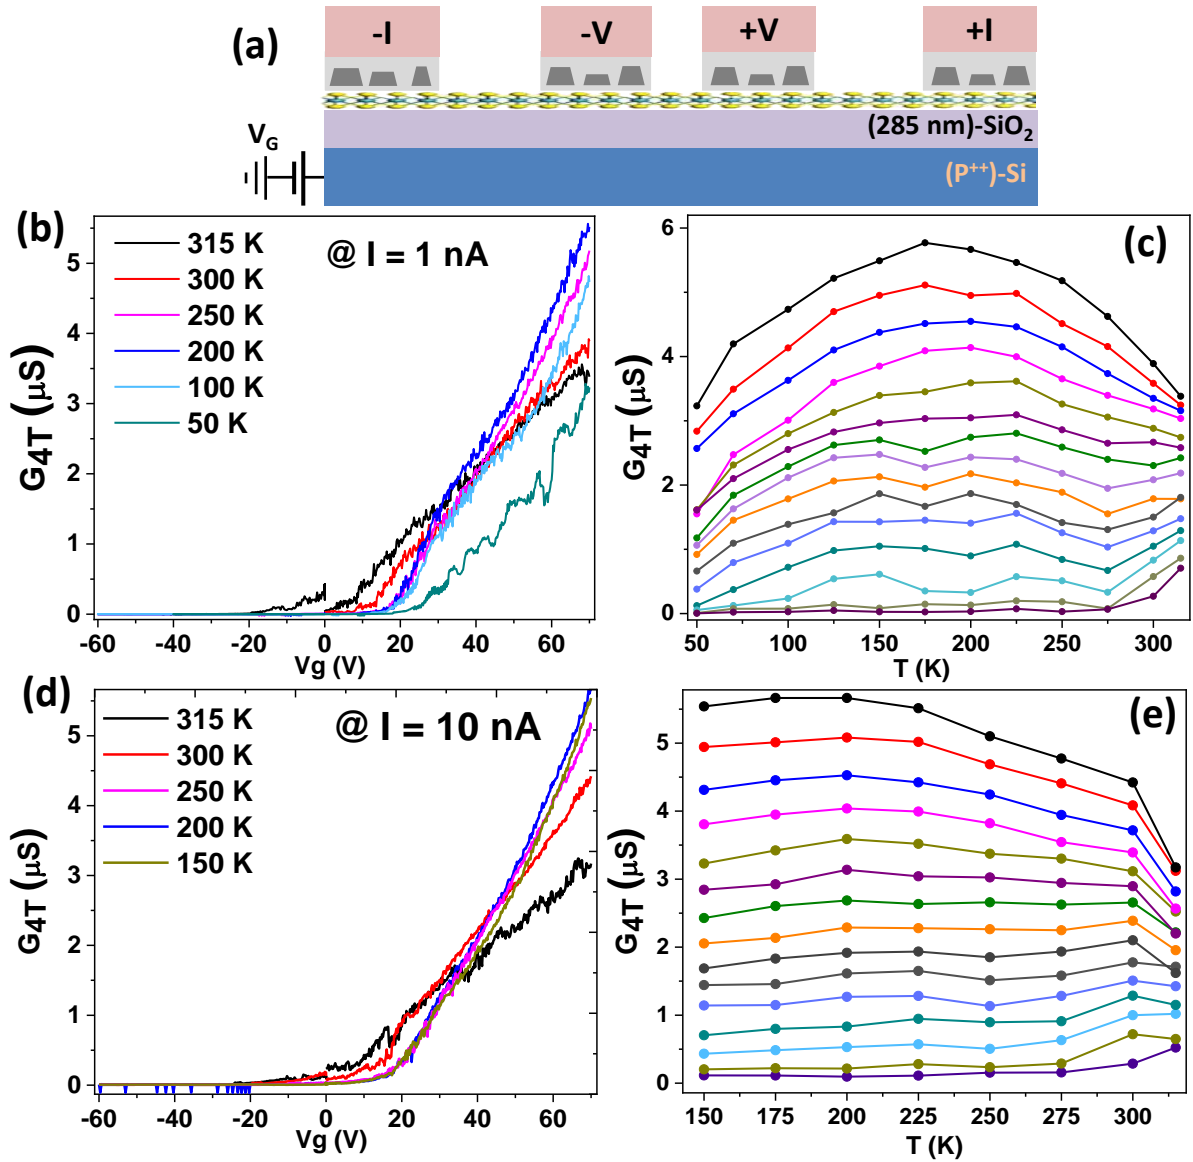 (a)
-I
-V
+V
+I
V_G
(285 nm)-SiO₂
(P⁺⁺)-Si
(b)
@ I = 1 nA
315 K
300 K
250 K
200 K
100 K
50 K
G4T (μS)
5
4
3
2
1
0
-60 -40 -20 0 20 40 60
Vg (V)
(c)
G4T (μS)
6
4
2
0
50 100 150 200 250 300
T (K)
(d)
@ I = 10 nA
315 K
300 K
250 K
200 K
150 K
G4T (μS)
5
4
3
2
1
0
-60 -40 -20 0 20 40 60
Vg (V)
(e)
G4T (μS)
5
4
3
2
1
0
150 175 200 225 250 275 300
T (K)